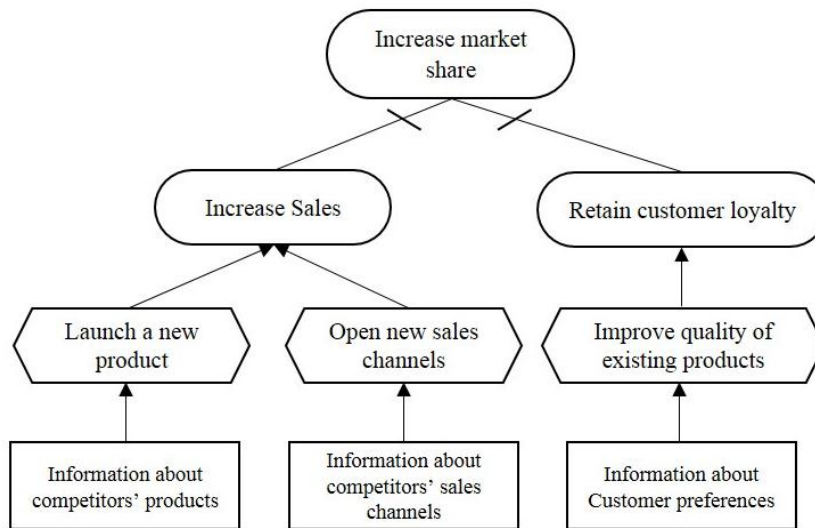 Increase market
share
Increase Sales
Retain customer loyalty
Launch a new
product
Open new sales
channels
Improve quality of
existing products
Information about
competitors’ products
Information about
competitors’ sales
channels
Information about
Customer preferences